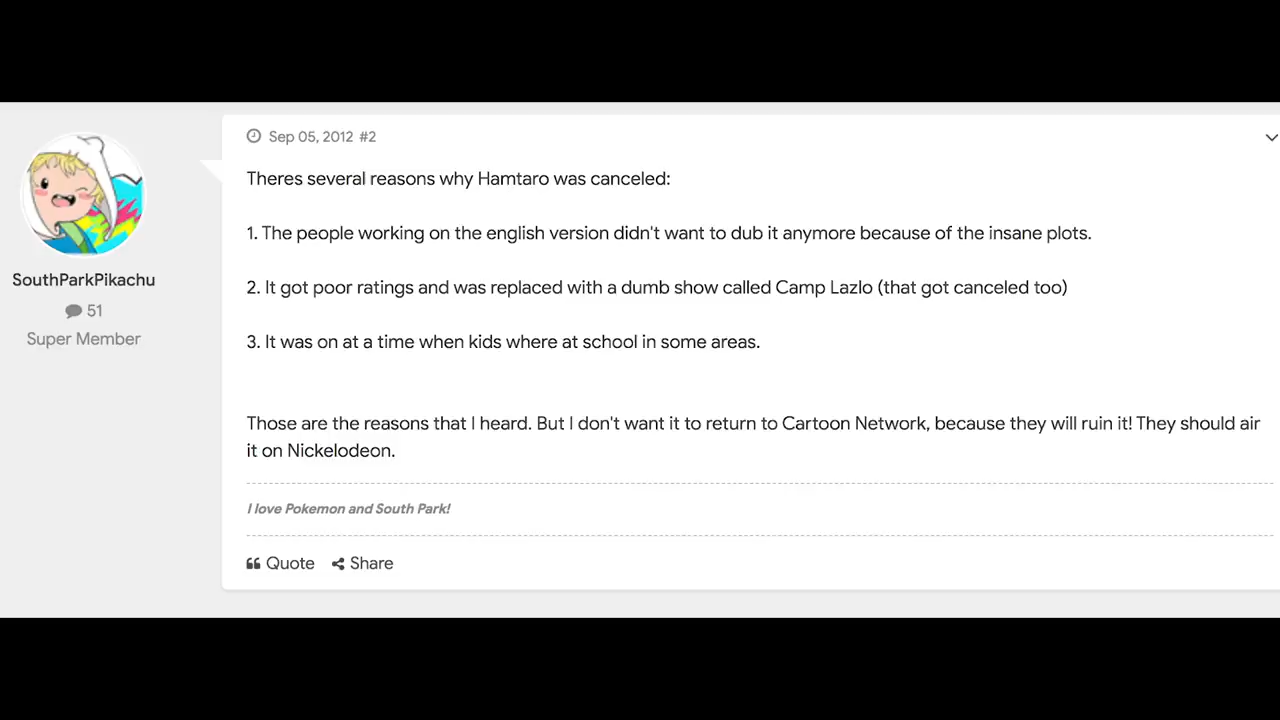 Sep 05, 2012 #2
Theres several reasons why Hamtaro was canceled:
1. The people working on the english version didn't want to dub it anymore because of the insane plots.
SouthParkPikachu
2. It got poor ratings and was replaced with a dumb show called Camp Lazlo (that got canceled too)
51
Super Member
3. It was on at a time when kids where at school in some areas.
Those are the reasons that I heard. But I don't want it to return to Cartoon Network, because they will ruin it! They should air
it on Nickelodeon.
I love Pokemon and South Park!
Quote Share